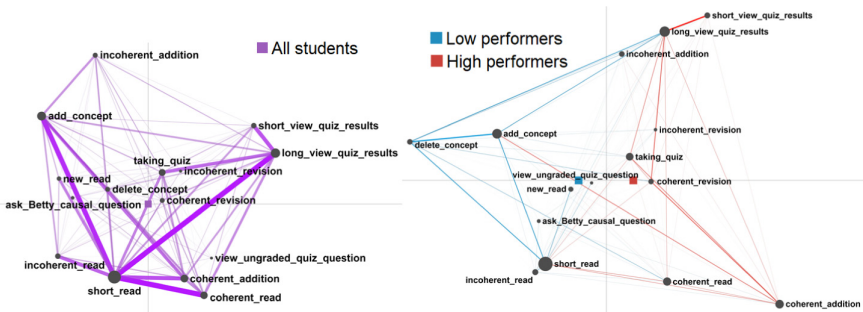 incoherent_addition
All students
add_concept
short_view_quiz_results
long_view_quiz_results
taking_quiz
incoherent_revision
new_read
delete_concept
ask_Betty_causal_question
coherent_revision
incoherent_read
view_ungraded_quiz_question
short_read
coherent_addition
coherent_read
Low performers
High performers
short_view_quiz_results
long_view_quiz_results
incoherent_addition
add_concept
delete_concept
incoherent_revision
taking_quiz
view_ungraded_quiz_question
new_read
coherent_revision
ask_Betty_causal_question
short_read
incoherent_read
coherent_read
coherent_addition